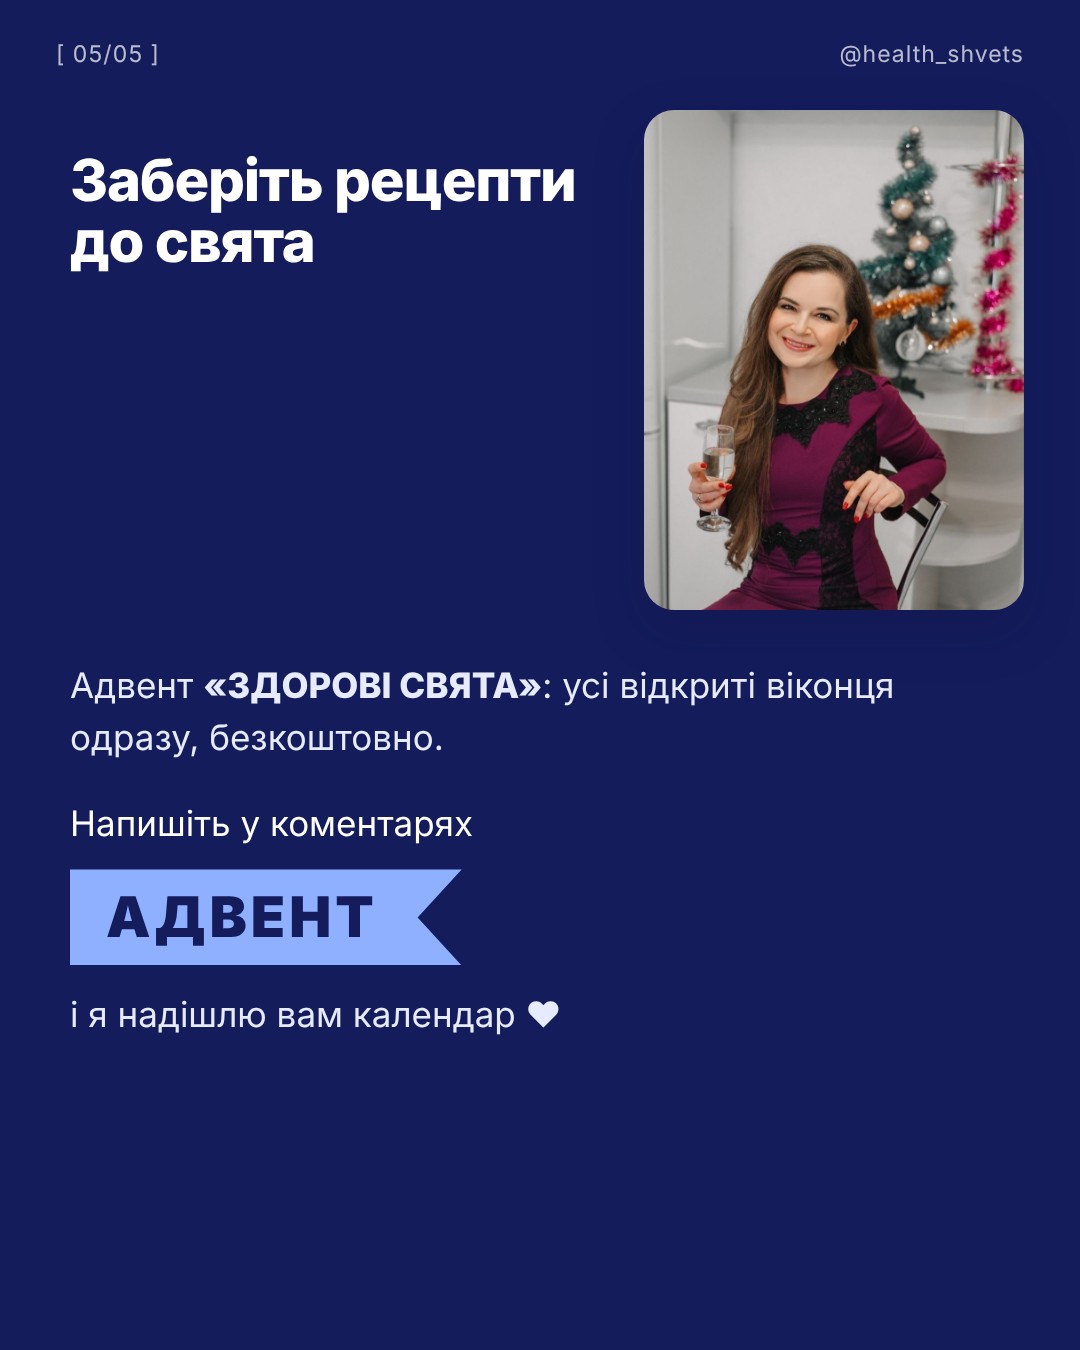 [ 05/05 ]
@health_shvets
Заберіть рецепти
до свята
Адвент «ЗДОРОВІ СВЯТА»: усі відкриті віконця
одразу, безкоштовно.
Напишіть у коментарях
АДВЕНТ
і я надішлю вам календар ♥